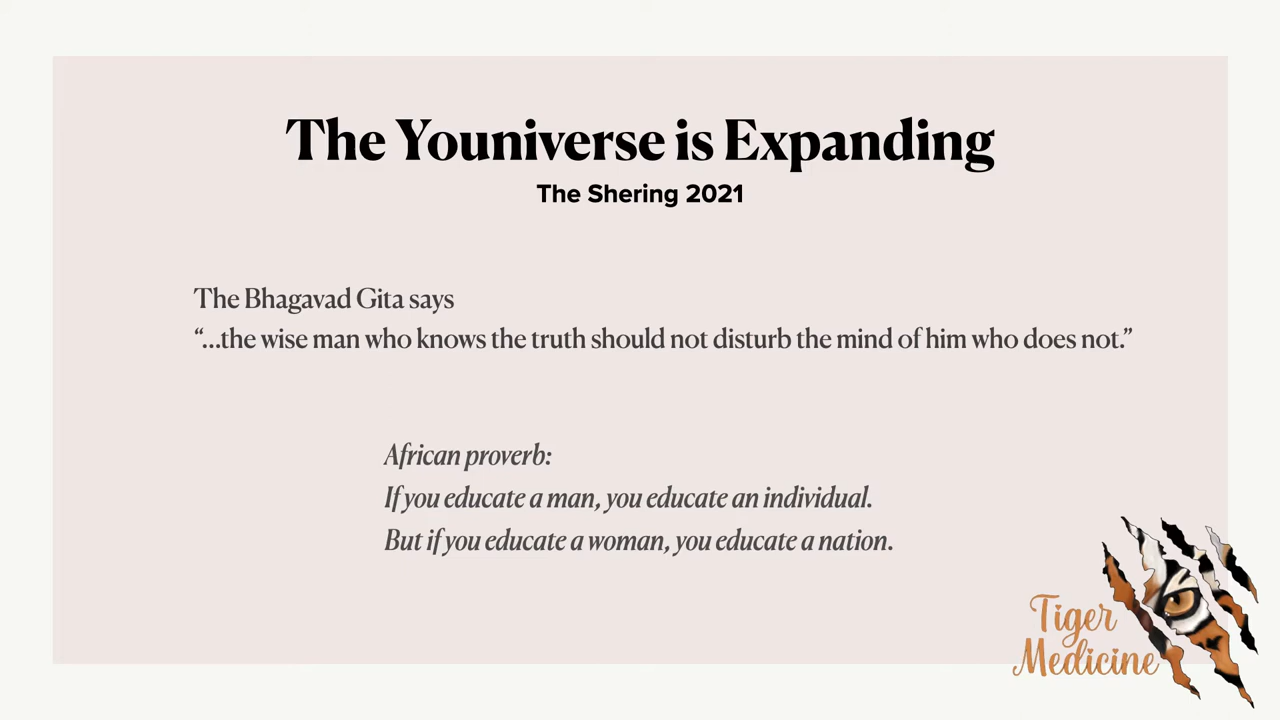 The Youniverse is Expanding
The Shering 2021
The Bhagavad Gita says
“...the wise man who knows the truth should not disturb the mind of him who does not.”
African proverb:
If you educate a man, you educate an individual.
But if you educate a woman, you educate a nation.
Tiger
Medicine